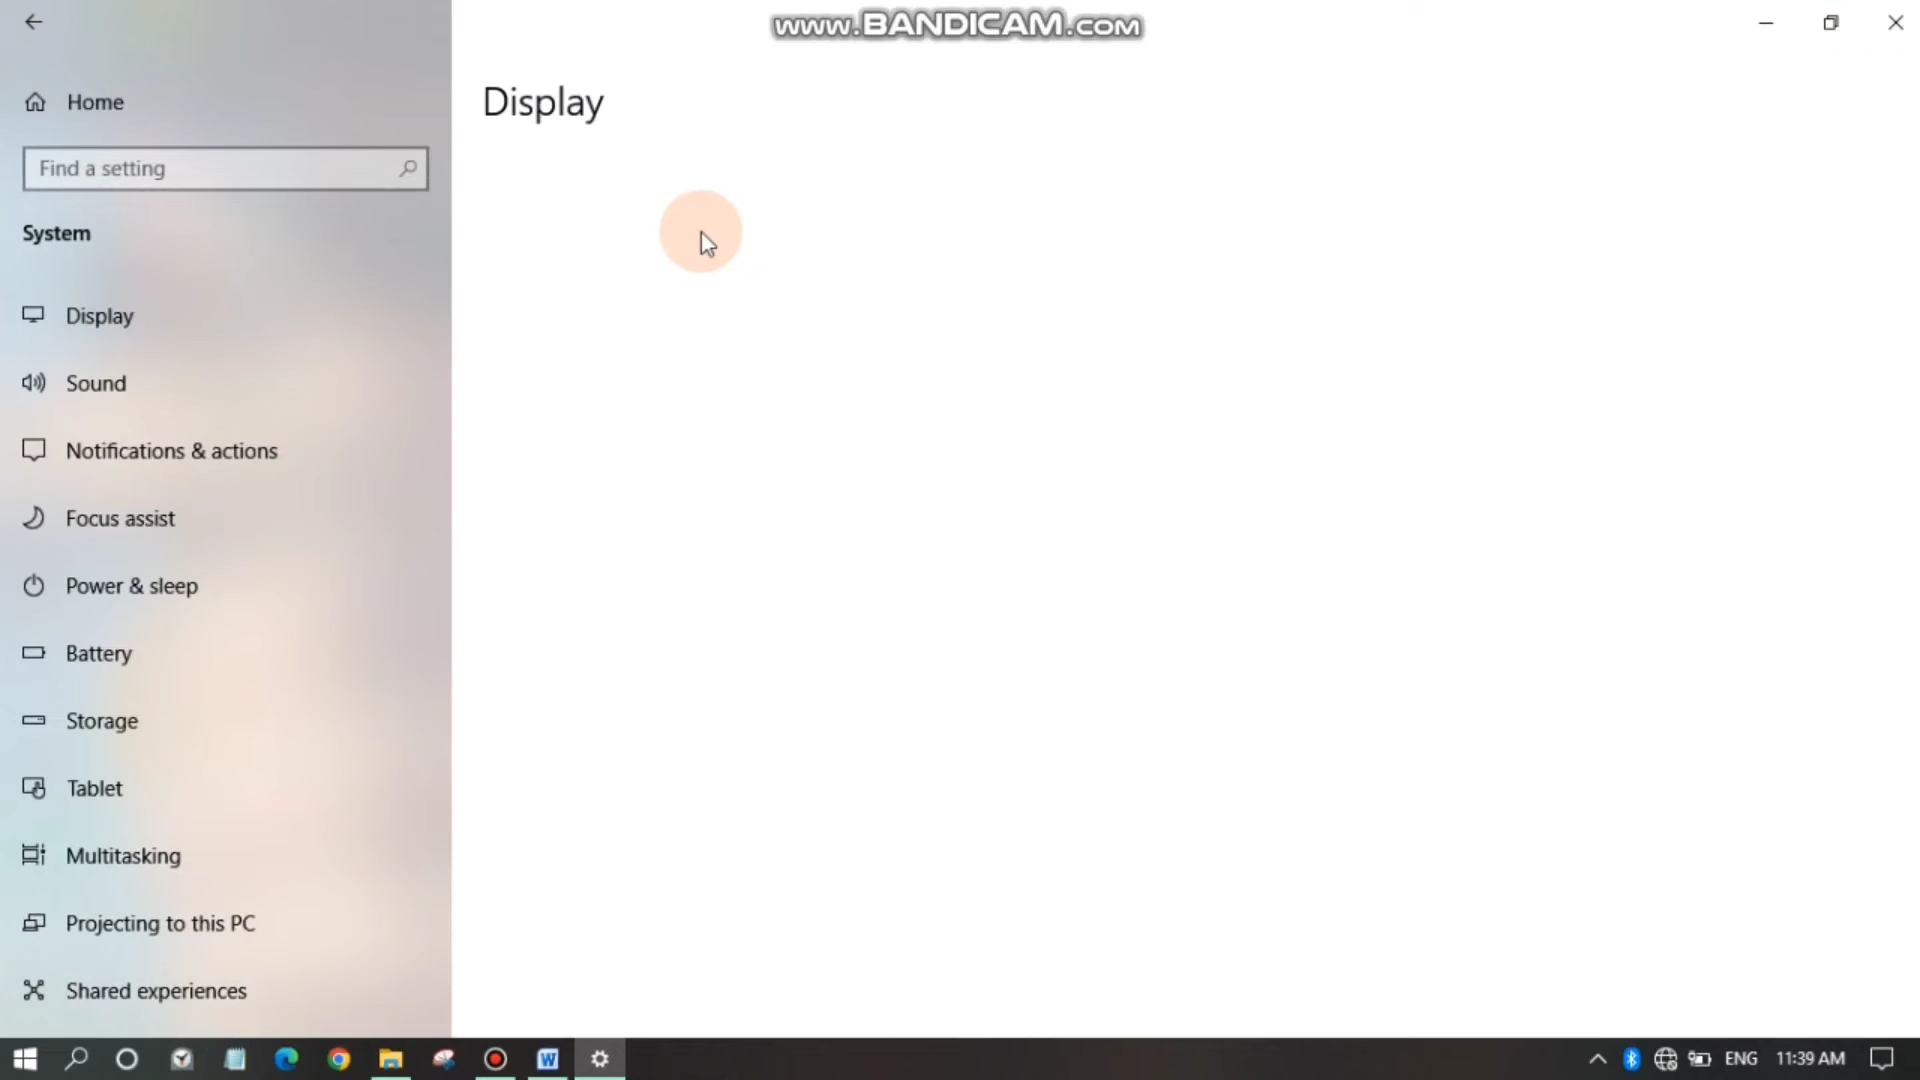 www.BANDICAM.com
Home
Display
Find a setting
System
Display
Sound
Notifications & actions
Focus assist
Power & sleep
Battery
Storage
Tablet
Multitasking
Projecting to this PC
Shared experiences
ENG 11:39 AM